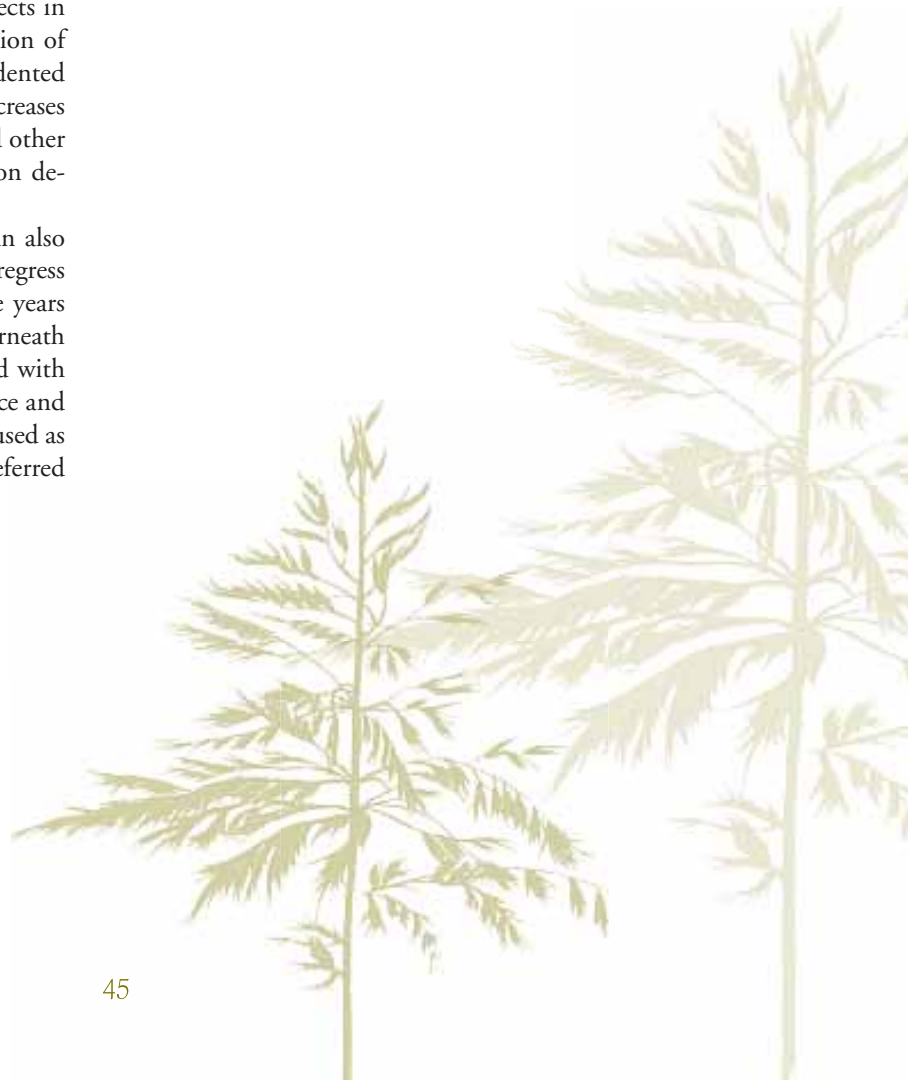 ects in
ion of
dented
creases
l other
on de-
n also
regress
e years
rneath
d with
ce and
used as
eferred
45